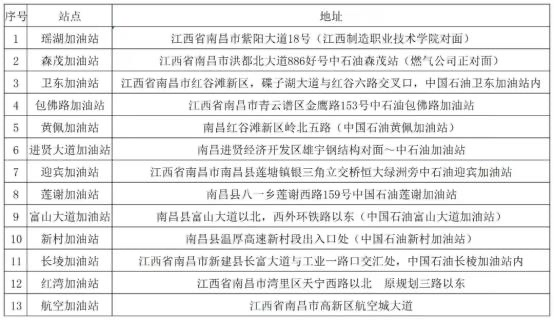 序号 站点 地址
1 瑶湖加油站 江西省南昌市紫阳大道18号（江西制造职业技术学院对面）
2 森茂加油站 江西省南昌市洪都北大道886好号中石油森茂站（燃气公司正对面）
3 卫东加油站 江西省南昌市红谷滩新区，碟子湖大道与红谷六路交叉口，中国石油卫东加油站内
4 包佛路加油站 江西省南昌市青云谱区金鹰路153号中石油包佛路加油站
5 黄佩加油站 南昌红谷滩新区岭北五路（中国石油黄佩加油站）
6 进贤大道加油站 南昌进贤经济开发区雄宇钢结构对面～中石油加油站
7 迎宾加油站 江西省南昌市南昌县莲塘镇银三角立交桥恒大绿洲旁中石油迎宾加油站
8 莲谢加油站 南昌县八一乡莲谢西路159号中国石油莲谢加油站
9 富山大道加油站 南昌县富山大道以北，西外环铁路以东（中国石油富山大道加油站）
10 新村加油站 南昌县温厚高速新村段出入口处（中国石油新村加油站）
11 长堎加油站 江西省南昌市新建县长富大道与工业一路口交汇处，中国石油长棱加油站内
12 红湾加油站 江西省南昌市湾里区天宁西路以北 原规划三路以东
13 航空加油站 江西省南昌市高新区航空城大道